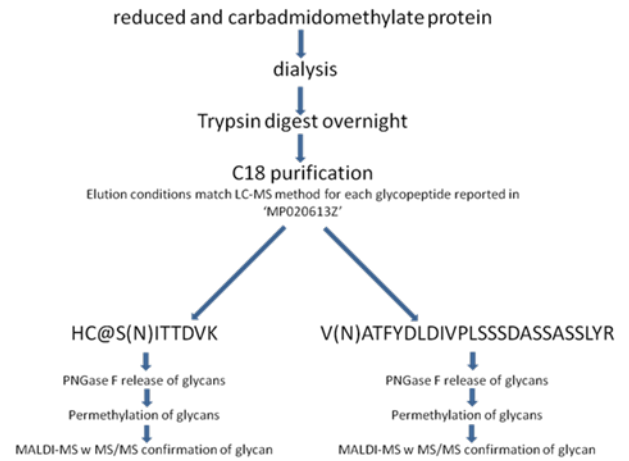 reduced and carbadmidomethylate protein
dialysis
Trypsin digest overnight
C18 purification
Elution conditions match LC-MS method for each glycopeptide reported in
'MP020613Z'
HC@S(N)ITTDVK
V(N)ATFYDLDIVPLSSSDASSASSLYR
PNGase F release of glycans
PNGase F release of glycans
Permethylation of glycans
Permethylation of glycans
MALDI-MS w MS/MS confirmation of glycan
MALDI-MS w MS/MS confirmation of glycan